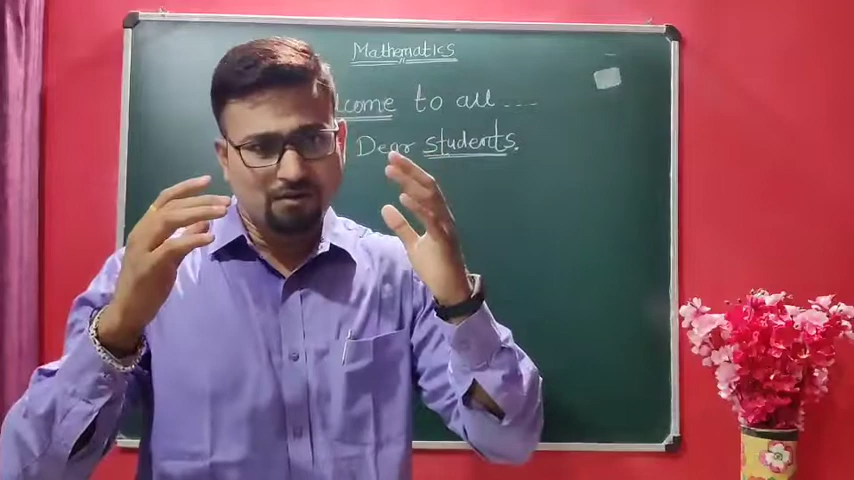 Mathematics
lcome to all .....
Dear Students.